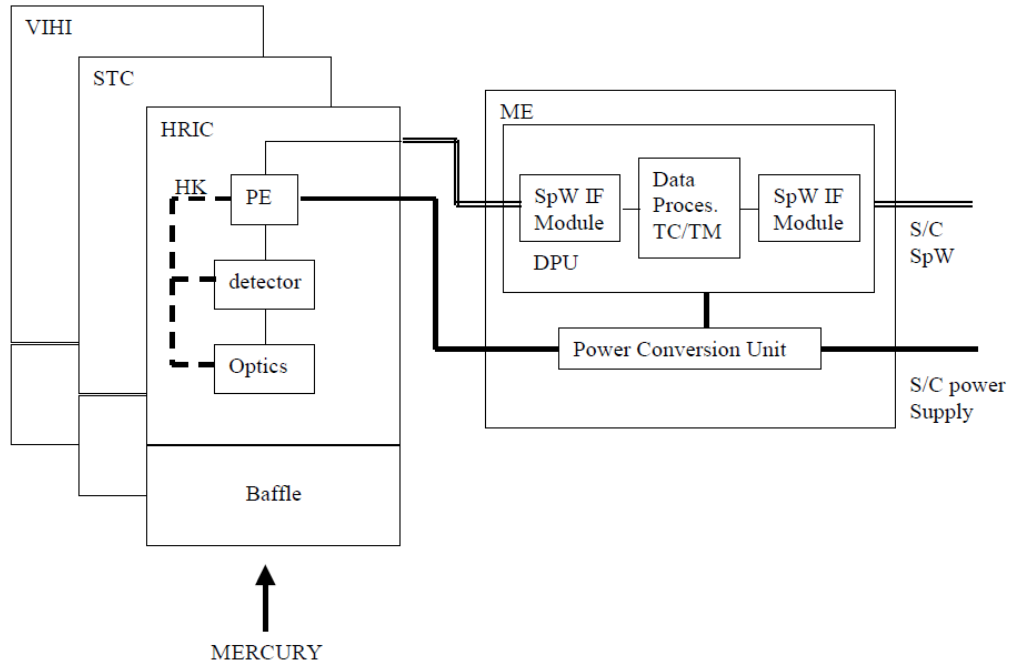 VIHI
STC
HRIC
HK
PE
detector
Optics
Baffle
MERCURY
ME
SpW IF
Module
Data
Proces.
TC/TM
SpW IF
Module
DPU
S/C
SpW
Power Conversion Unit
S/C power
Supply